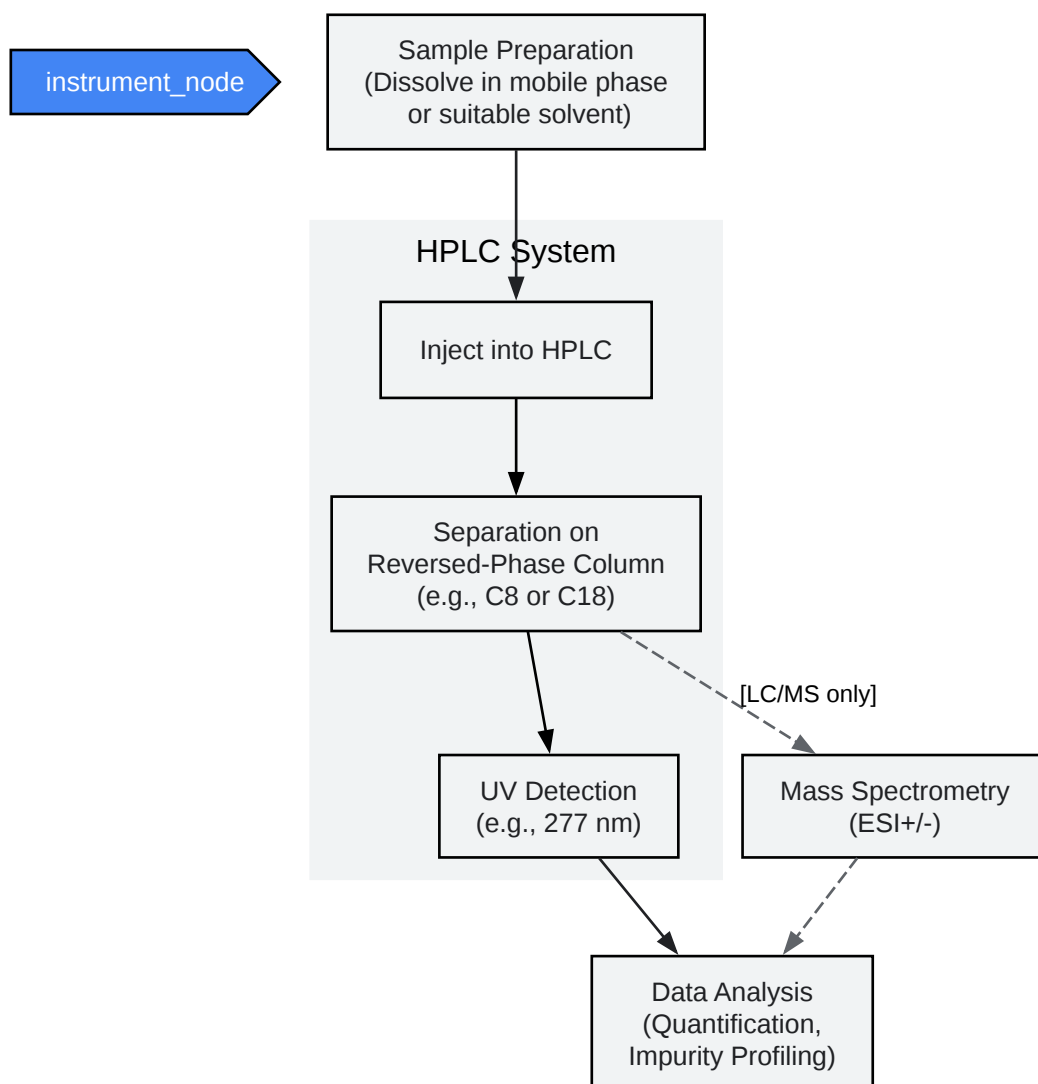 instrument_node
Sample Preparation
(Dissolve in mobile phase
or suitable solvent)
HPLC System
Inject into HPLC
Separation on
Reversed-Phase Column
(e.g., C8 or C18)
[LC/MS only]
UV Detection
(e.g., 277 nm)
Mass Spectrometry
(ESI+/-)
Data Analysis
(Quantification,
Impurity Profiling)